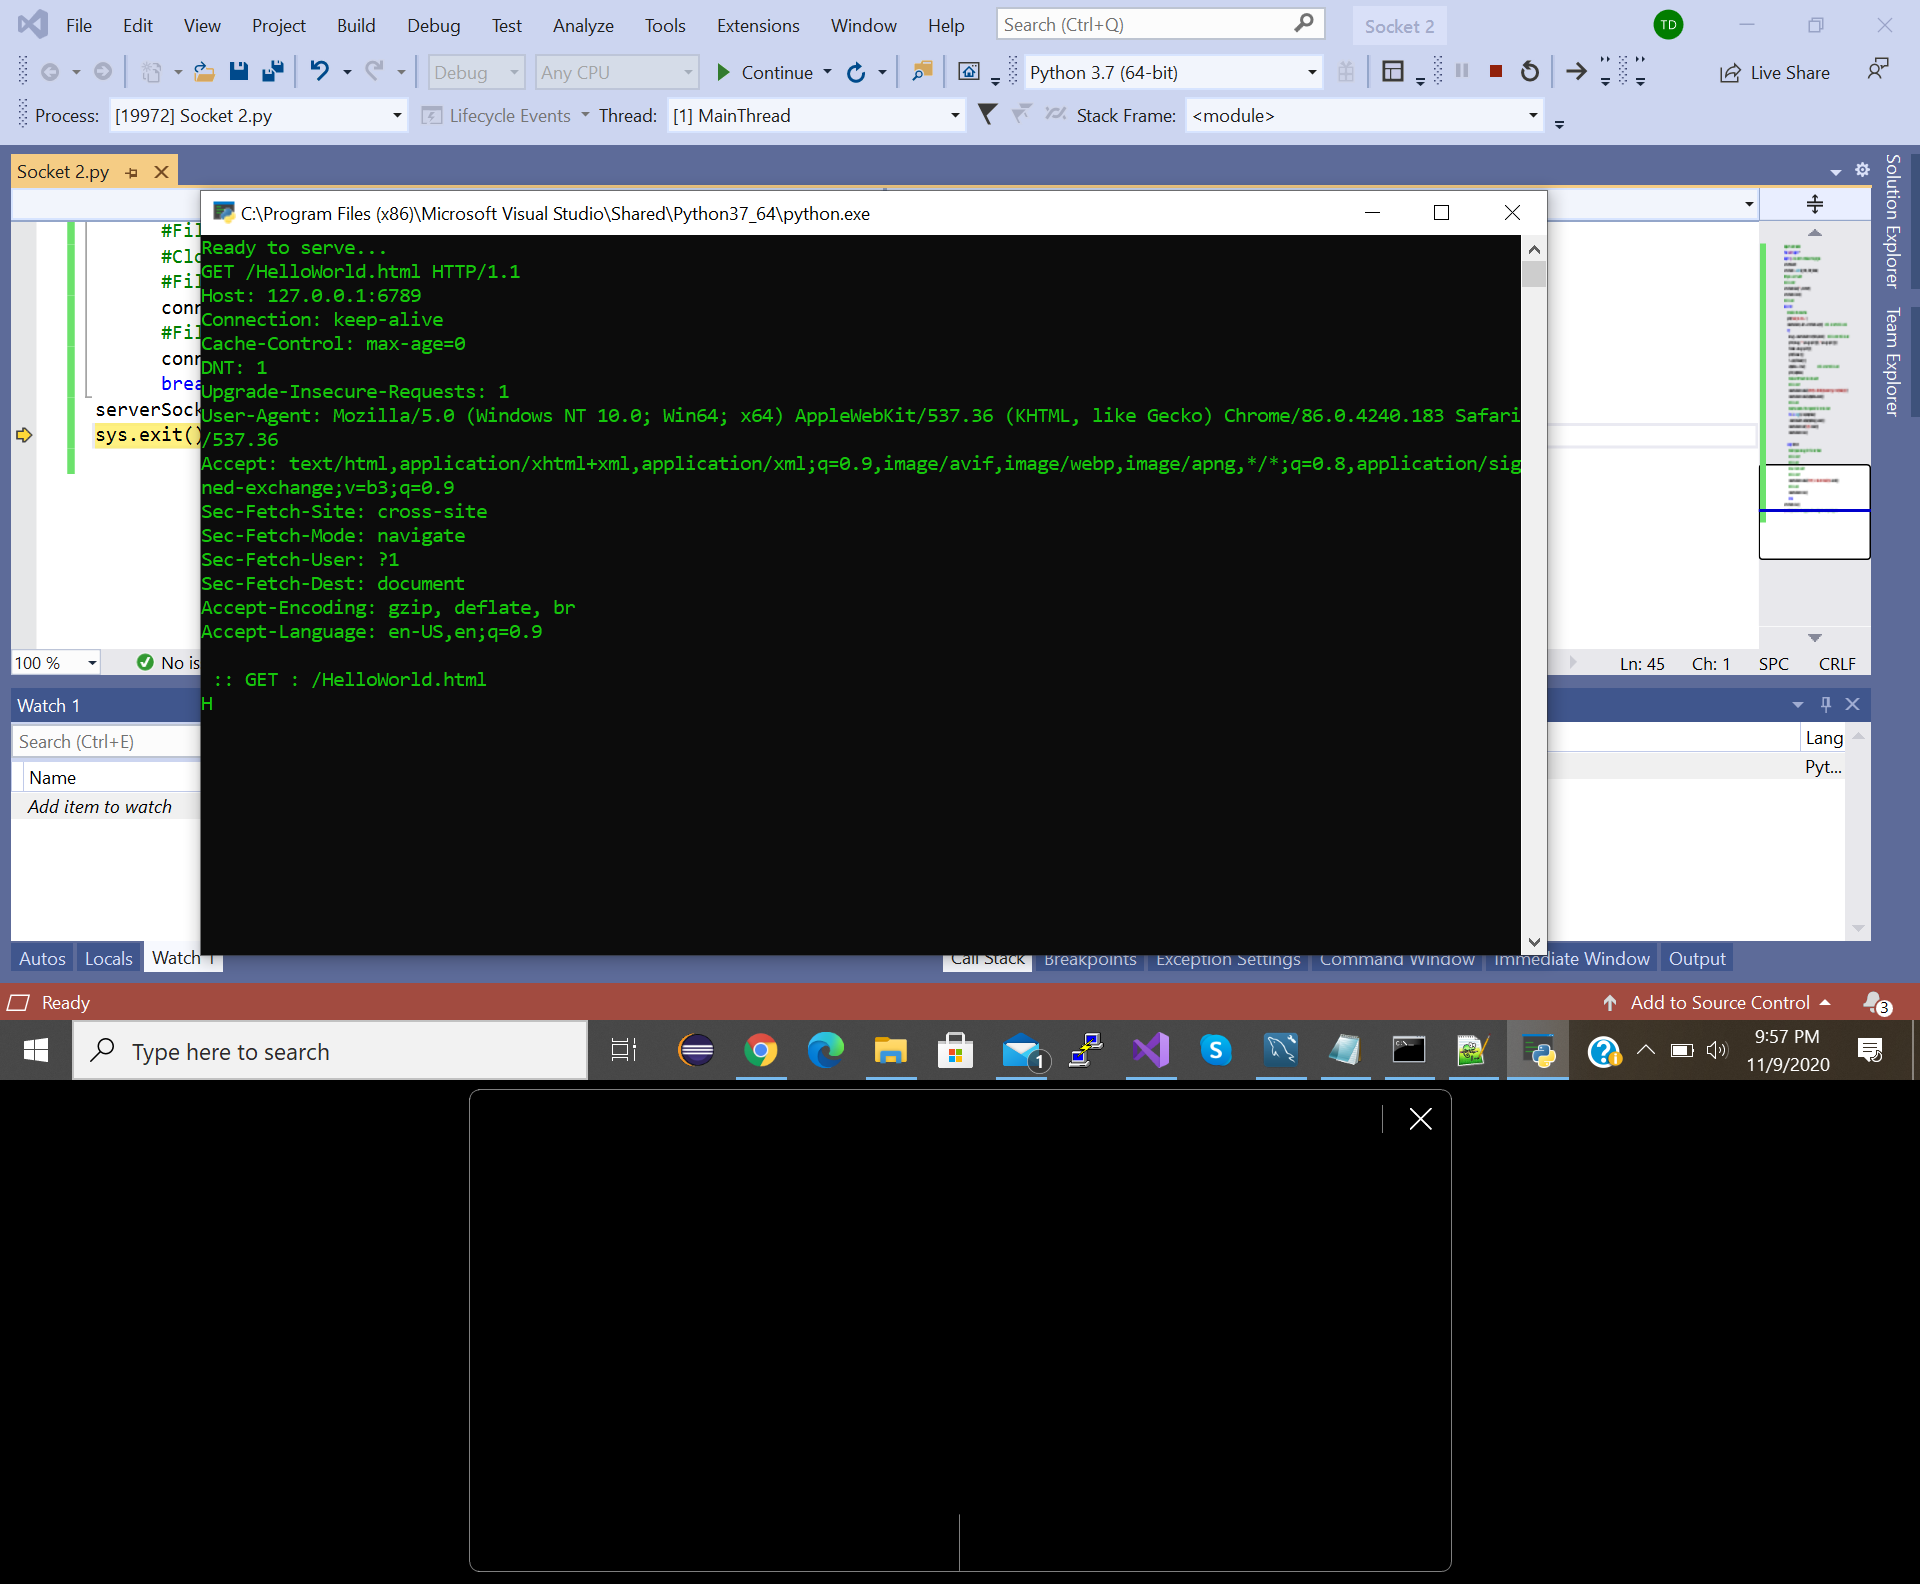 File Edit View Project Build Debug Test Analyze Tools Extensions Window Help Search (Ctrl+Q) Socket 2 TD
Debug Any CPU Continue Python 3.7 (64-bit) Live Share
Process: [19972] Socket 2.py Lifecycle Events Thread: [1] MainThread Stack Frame: <module>
Socket 2.py
C:\Program Files (x86)\Microsoft Visual Studio\Shared\Python37_64\python.exe
#Fil
#Clo
#Fil
conn
#Fil
conn
brea
serverSock
sys.exit()
Ready to serve...
GET /HelloWorld.html HTTP/1.1
Host: 127.0.0.1:6789
Connection: keep-alive
Cache-Control: max-age=0
DNT: 1
Upgrade-Insecure-Requests: 1
User-Agent: Mozilla/5.0 (Windows NT 10.0; Win64; x64) AppleWebKit/537.36 (KHTML, like Gecko) Chrome/86.0.4240.183 Safari
/537.36
Accept: text/html,application/xhtml+xml,application/xml;q=0.9,image/avif,image/webp,image/apng,*/*;q=0.8,application/sig
ned-exchange;v=b3;q=0.9
Sec-Fetch-Site: cross-site
Sec-Fetch-Mode: navigate
Sec-Fetch-User: ?1
Sec-Fetch-Dest: document
Accept-Encoding: gzip, deflate, br
Accept-Language: en-US,en;q=0.9
:: GET : /HelloWorld.html
H
Solution Explorer
Team Explorer
100 % No is Ln: 45 Ch: 1 SPC CRLF
Watch 1
Search (Ctrl+E)
Name
Add item to watch
Lang
Pyt...
Autos Locals Watch 1 Call Stack Breakpoints Exception Settings Command Window Immediate Window Output
Ready Add to Source Control 3
Type here to search 1 9:57 PM
11/9/2020